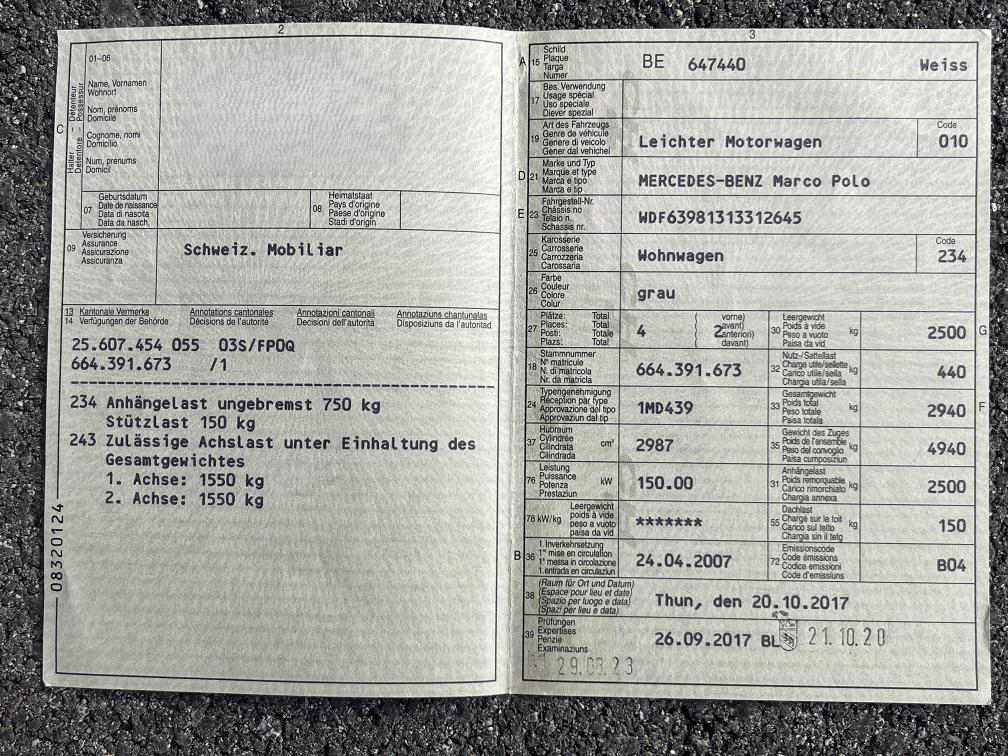 2
C
Halter - Détenteur
Detentore - Possessur
01-06
Name, Vornamen
Wohnort
Nom, prénoms
Domicile
Cognome, nomi
Domicilio
Num, prenums
Domicil
07
Geburtsdatum
Date de naissance
Data di nascita
Data da nasch.
08
Heimatstaat
Pays d'origine
Paese d'origine
Stadi d'origin
09
Versicherung
Assurance
Assicurazione
Assicuranza
Schweiz. Mobiliar
13 Kantonale Vermerke Annotations cantonales Annotazioni cantonali Annotaziuns chantunalas
14 Verfügungen der Behörde Décisions de l'autorité Decisioni dell'autorità Disposiziuns da l'autoritad
25.607.454 055 03S/FPOQ
664.391.673 /1
234 Anhängelast ungebremst 750 kg
Stützlast 150 kg
243 Zulässige Achslast unter Einhaltung des
Gesamtgewichtes
1. Achse: 1550 kg
2. Achse: 1550 kg
08320124
3
A 15
Schild
Plaque
Targa
Numer
BE 647440 Weiss
17
Bes. Verwendung
Usage spécial
Uso speciale
Diever spezial
19
Art des Fahrzeugs
Genre de véhicule
Genere di veicolo
Gener dal vehichel
Leichter Motorwagen
Code
010
D 21
Marke und Typ
Marque et type
Marca e tipo
Marca e tip
MERCEDES-BENZ Marco Polo
E 23
Fahrgestell-Nr.
Châssis no
Telaio n.
Schassis nr.
WDF63981313312645
25
Karosserie
Carrosserie
Carrozzeria
Carossaria
Wohnwagen
Code
234
26
Farbe
Couleur
Colore
Colur
grau
27
Plätze: Total
Places: Total
Posti: Totale
Plazs: Total
4
vorne)
avant)
anteriori)
davant)
2
30
Leergewicht
Poids à vide
Peso a vuoto
Paisa da vid
kg
2500
G
18
Stammnummer
N° matricule
N. di matricola
Nr. da matricla
664.391.673
32
Nutz-/Sattellast
Charge utile/sellette
Carico utile/sella
Chargia utila/sella
kg
440
24
Typengenehmigung
Réception par type
Approvazione del tipo
Approvaziun dal tip
1MD439
33
Gesamtgewicht
Poids total
Peso totale
Paisa totala
kg
2940
F
37
Hubraum
Cylindrée
Cilindrata
Cilindrada
cm³
2987
35
Gewicht des Zuges
Poids de l'ensemble
Peso del convoglio
Paisa cumposiziun
kg
4940
76
Leistung
Puissance
Potenza
Prestaziun
kW
150.00
31
Anhängelast
Poids remorquable
Carico rimorchiato
Chargia annexa
kg
2500
78 kW/kg
Leergewicht
poids à vide
peso a vuoto
paisa da vid
*******
55
Dachlast
Charge sur le toit
Carico sul tetto
Chargia sin il tetg
kg
150
B 36
1. Inverkehrsetzung
1re mise en circulation
1a messa in circolazione
1. entrada en circulaziun
24.04.2007
72
Emissionscode
Code émissions
Codice emissioni
Code d'emissiuns
B04
38
(Raum für Ort und Datum)
(Espace pour lieu et date)
(Spazio per luogo e data)
(Spazi per lieu e data)
Thun, den 20.10.2017
39
Prüfungen
Expertises
Perizie
Examinaziuns
26.09.2017 BL 21.10.20
29.03.23